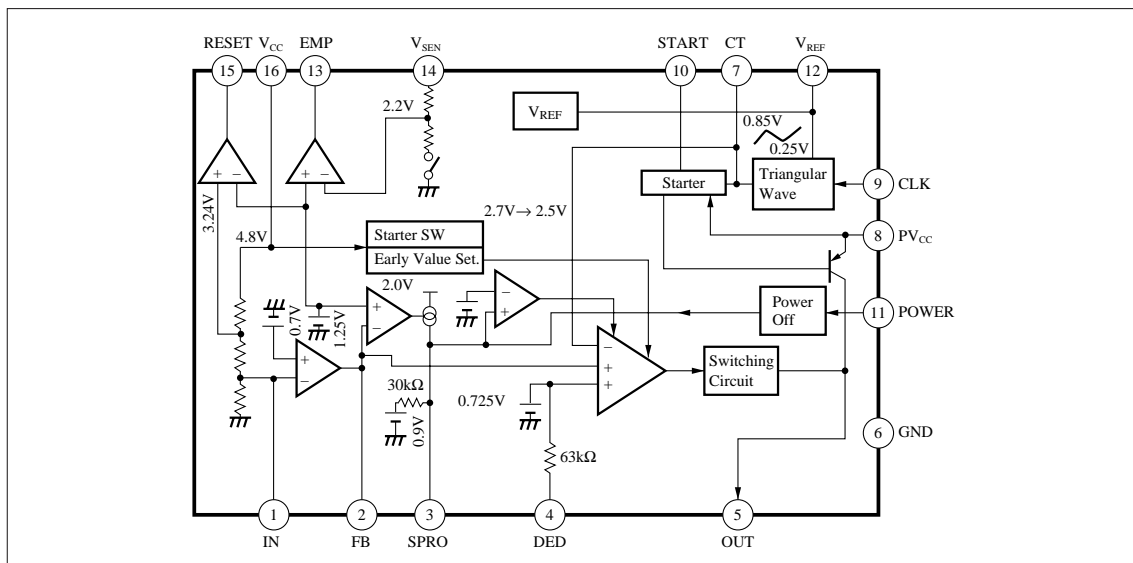 RESET V_CC EMP V_SEN START CT V_REF
15 16 13 14 10 7 12
2.2V
V_REF
0.85V
0.25V
Triangular
Wave
Starter
9 CLK
3.24V
2.7V→2.5V
4.8V
Starter SW
Early Value Set.
8 PV_CC
2.0V
0.7V
1.25V
Power
Off
11 POWER
Switching
Circuit
0.725V
30kΩ
0.9V
6 GND
63kΩ
+ −
+ −
+
−
+
−
−
+
−
+
+
1 2 3 4 5
IN FB SPRO DED OUT